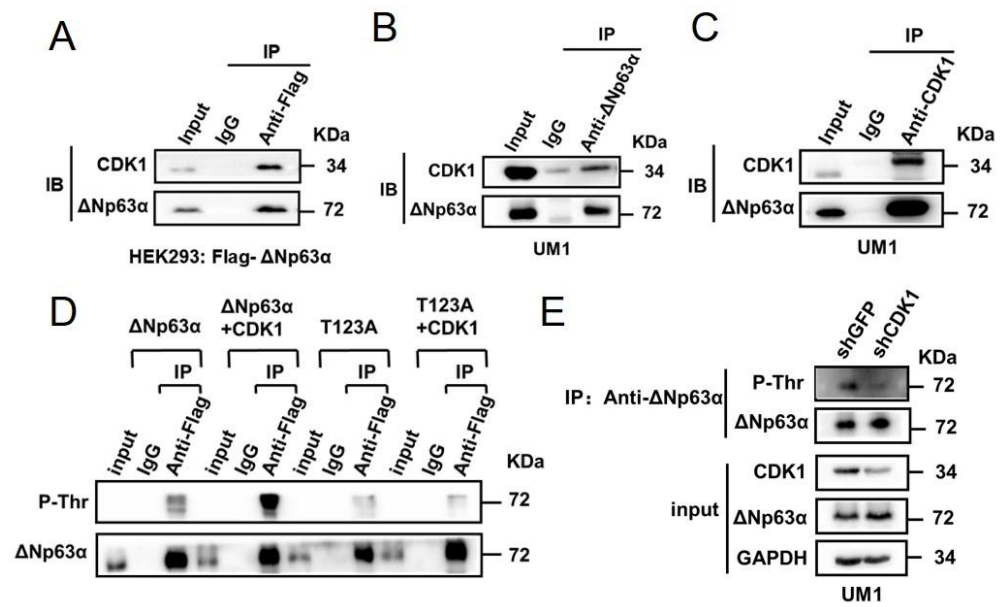 A
IP
Input
IgG
Anti-Flag
KDa
IB
CDK1
34
ΔNp63α
72
HEK293: Flag- ΔNp63α
B
IP
Input
IgG
Anti-ΔNp63α
KDa
IB
CDK1
34
ΔNp63α
72
UM1
C
IP
Input
IgG
Anti-CDK1
KDa
IB
CDK1
34
ΔNp63α
72
UM1
D
ΔNp63α
ΔNp63α
+CDK1
T123A
T123A
+CDK1
IP
IP
IP
IP
input
IgG
Anti-Flag
input
IgG
Anti-Flag
input
IgG
Anti-Flag
input
IgG
Anti-Flag
KDa
P-Thr
72
ΔNp63α
72
E
shGFP
shCDK1
KDa
IP: Anti-ΔNp63α
P-Thr
72
ΔNp63α
72
input
CDK1
34
ΔNp63α
72
GAPDH
34
UM1